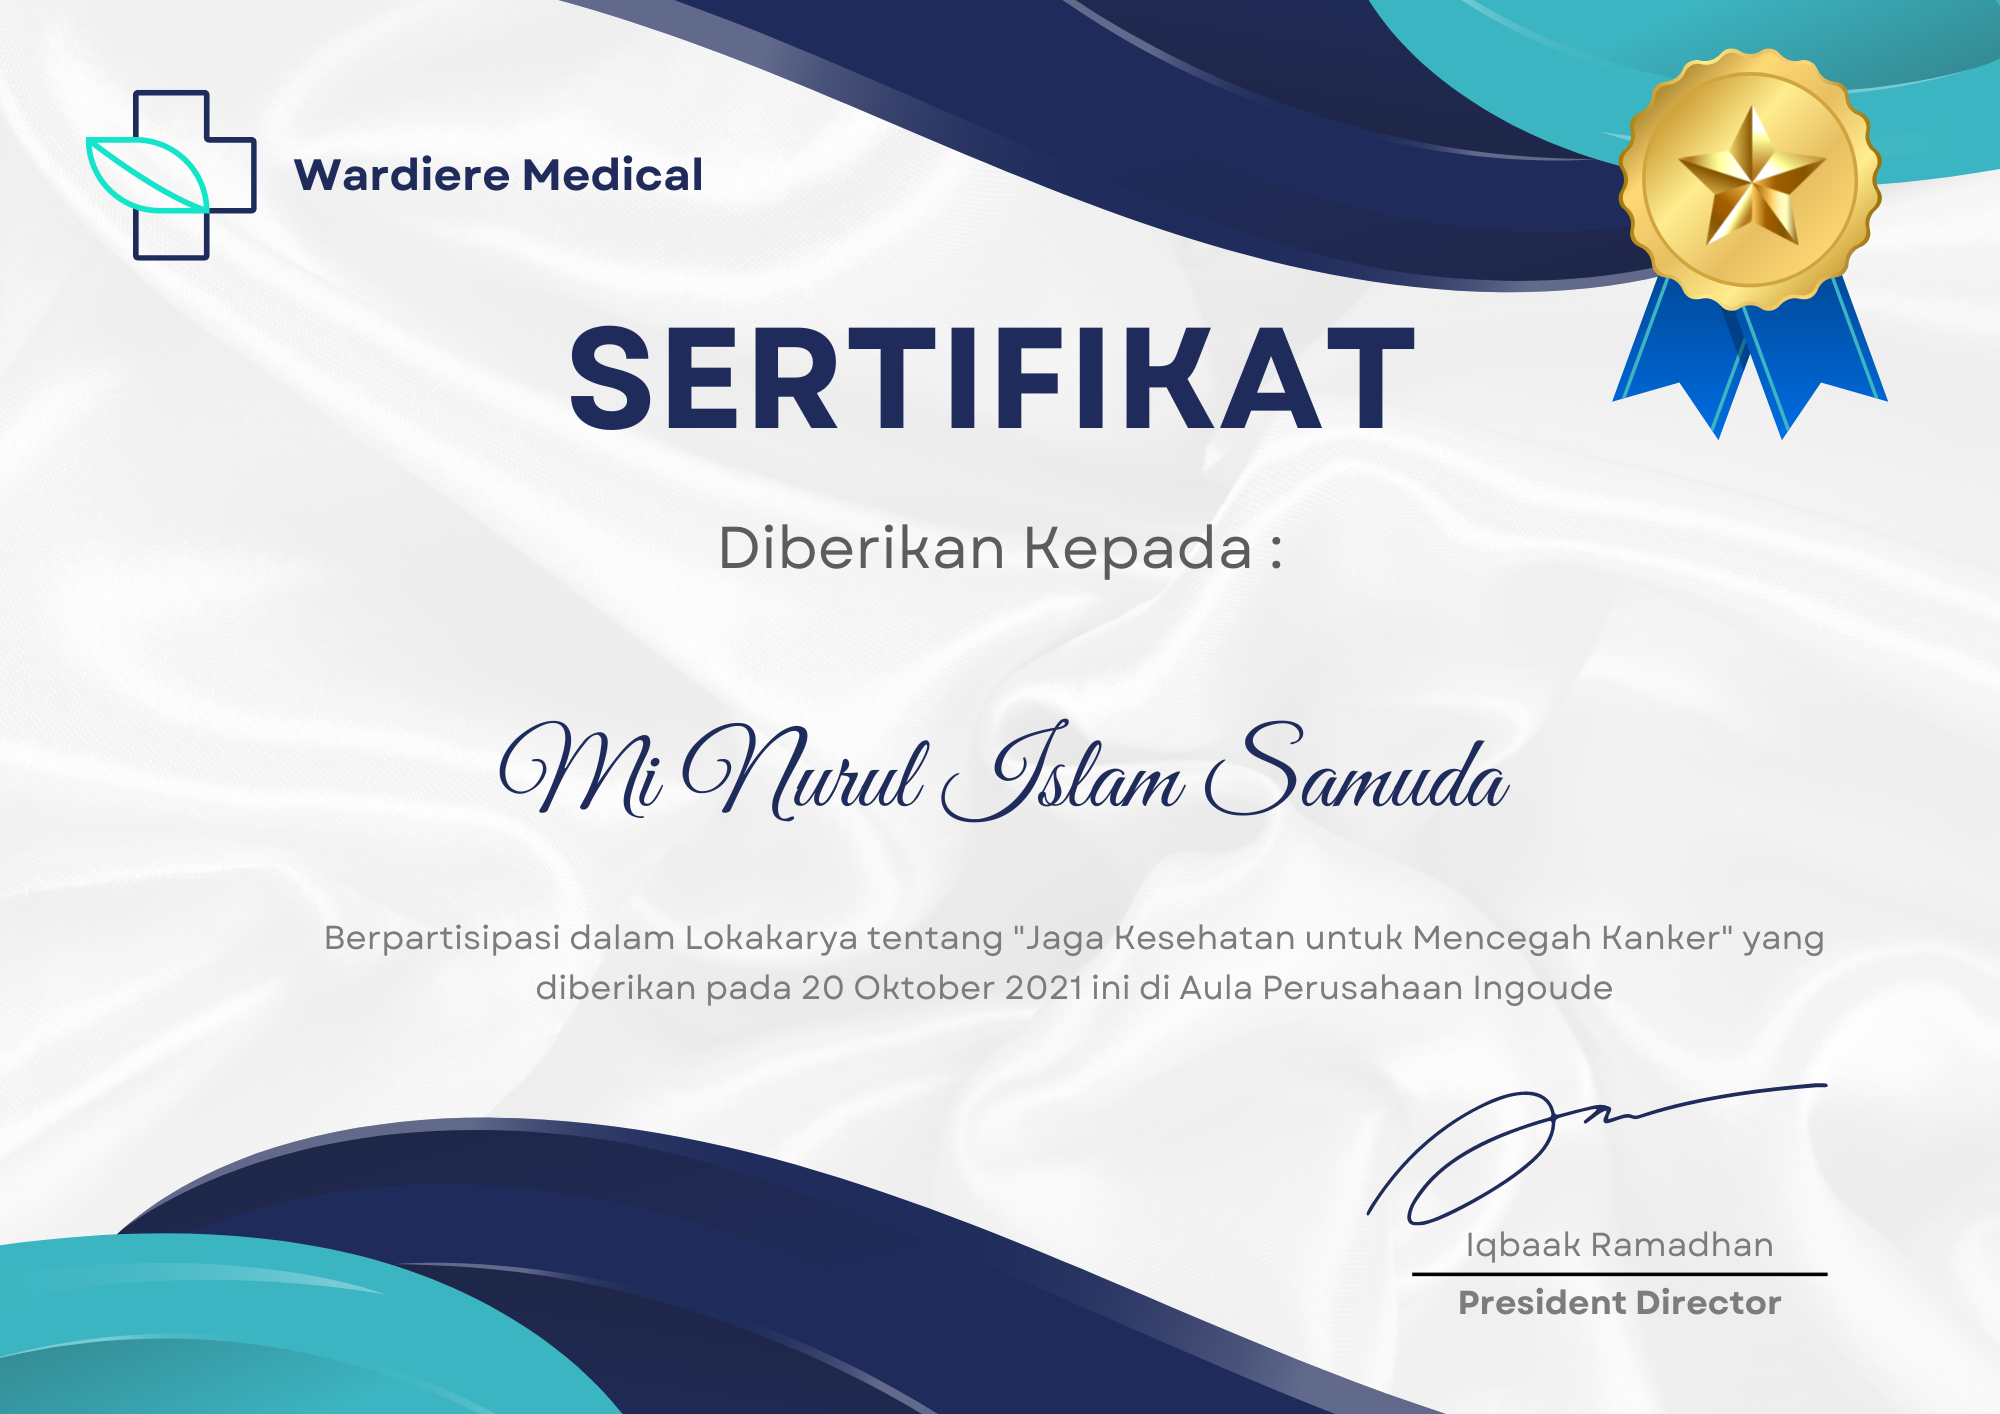 Wardiere Medical
SERTIFIKAT
Diberikan Kepada :
Mi Nurul Islam Samuda
Berpartisipasi dalam Lokakarya tentang "Jaga Kesehatan untuk Mencegah Kanker" yang
diberikan pada 20 Oktober 2021 ini di Aula Perusahaan Ingoude
Iqbaak Ramadhan
President Director